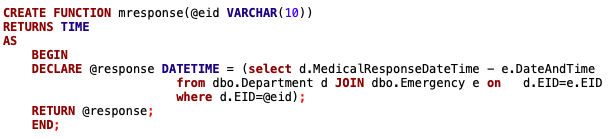 CREATE FUNCTION mresponse(@eid VARCHAR(10))
RETURNS TIME
AS
BEGIN
DECLARE @response DATETIME = (select d.MedicalResponseDateTime - e.DateAndTime
from dbo.Department d JOIN dbo.Emergency e on d.EID=e.EID
where d.EID=@eid);
RETURN @response;
END;